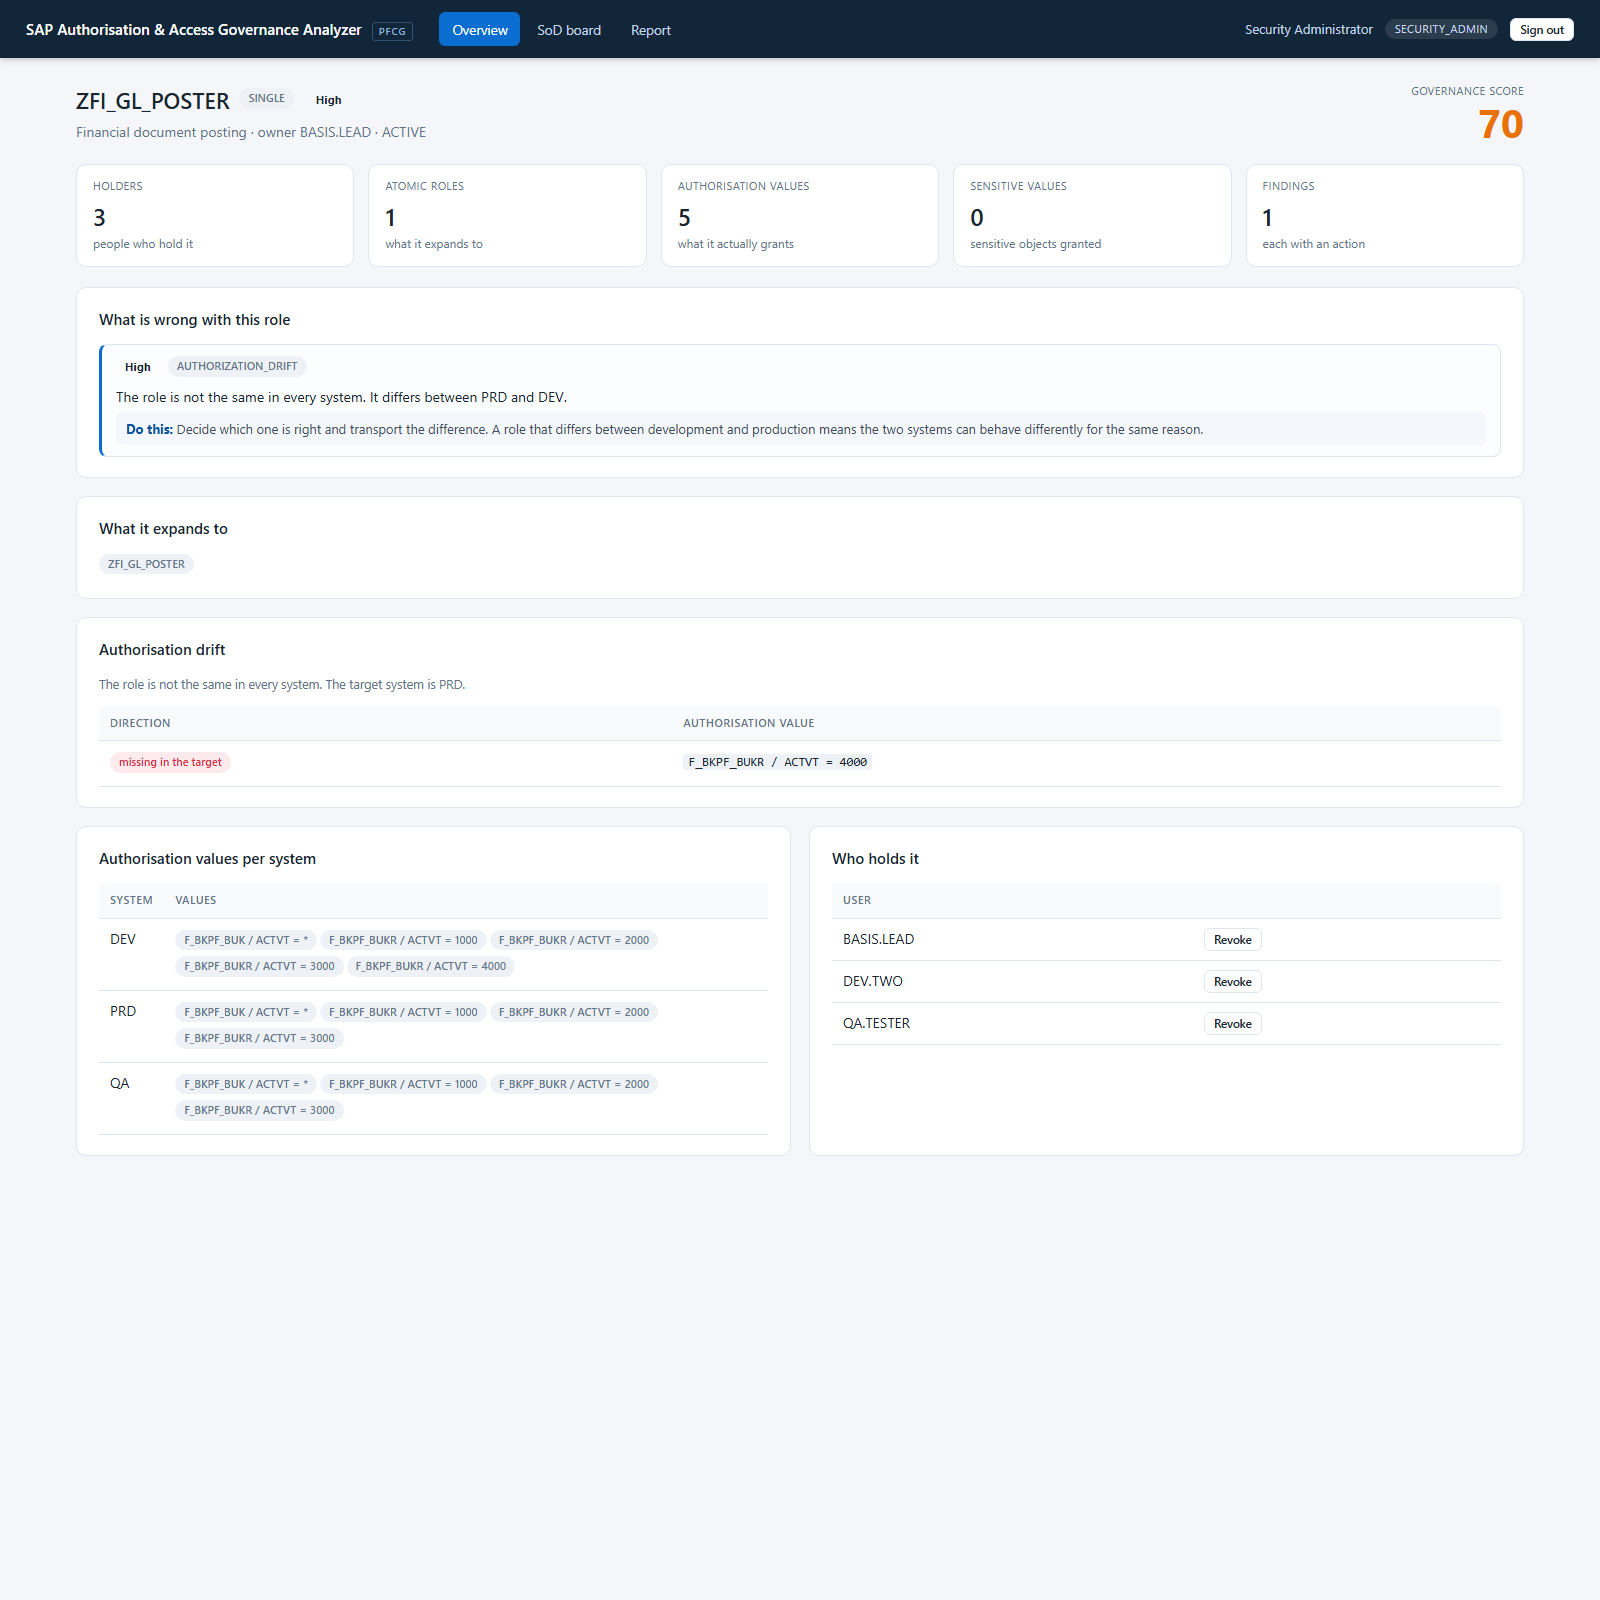 SAP Authorisation & Access Governance Analyzer PFCG Overview SoD board Report Security Administrator SECURITY_ADMIN Sign out
ZFI_GL_POSTER SINGLE High
Financial document posting · owner BASIS.LEAD · ACTIVE
GOVERNANCE SCORE
70
HOLDERS
3
people who hold it
ATOMIC ROLES
1
what it expands to
AUTHORISATION VALUES
5
what it actually grants
SENSITIVE VALUES
0
sensitive objects granted
FINDINGS
1
each with an action
What is wrong with this role
High AUTHORIZATION_DRIFT
The role is not the same in every system. It differs between PRD and DEV.
Do this: Decide which one is right and transport the difference. A role that differs between development and production means the two systems can behave differently for the same reason.
What it expands to
ZFI_GL_POSTER
Authorisation drift
The role is not the same in every system. The target system is PRD.
DIRECTION AUTHORISATION VALUE
missing in the target F_BKPF_BUKR / ACTVT = 4000
Authorisation values per system
SYSTEM VALUES
DEV F_BKPF_BUK / ACTVT = * F_BKPF_BUKR / ACTVT = 1000 F_BKPF_BUKR / ACTVT = 2000
F_BKPF_BUKR / ACTVT = 3000 F_BKPF_BUKR / ACTVT = 4000
PRD F_BKPF_BUK / ACTVT = * F_BKPF_BUKR / ACTVT = 1000 F_BKPF_BUKR / ACTVT = 2000
F_BKPF_BUKR / ACTVT = 3000
QA F_BKPF_BUK / ACTVT = * F_BKPF_BUKR / ACTVT = 1000 F_BKPF_BUKR / ACTVT = 2000
F_BKPF_BUKR / ACTVT = 3000
Who holds it
USER
BASIS.LEAD Revoke
DEV.TWO Revoke
QA.TESTER Revoke